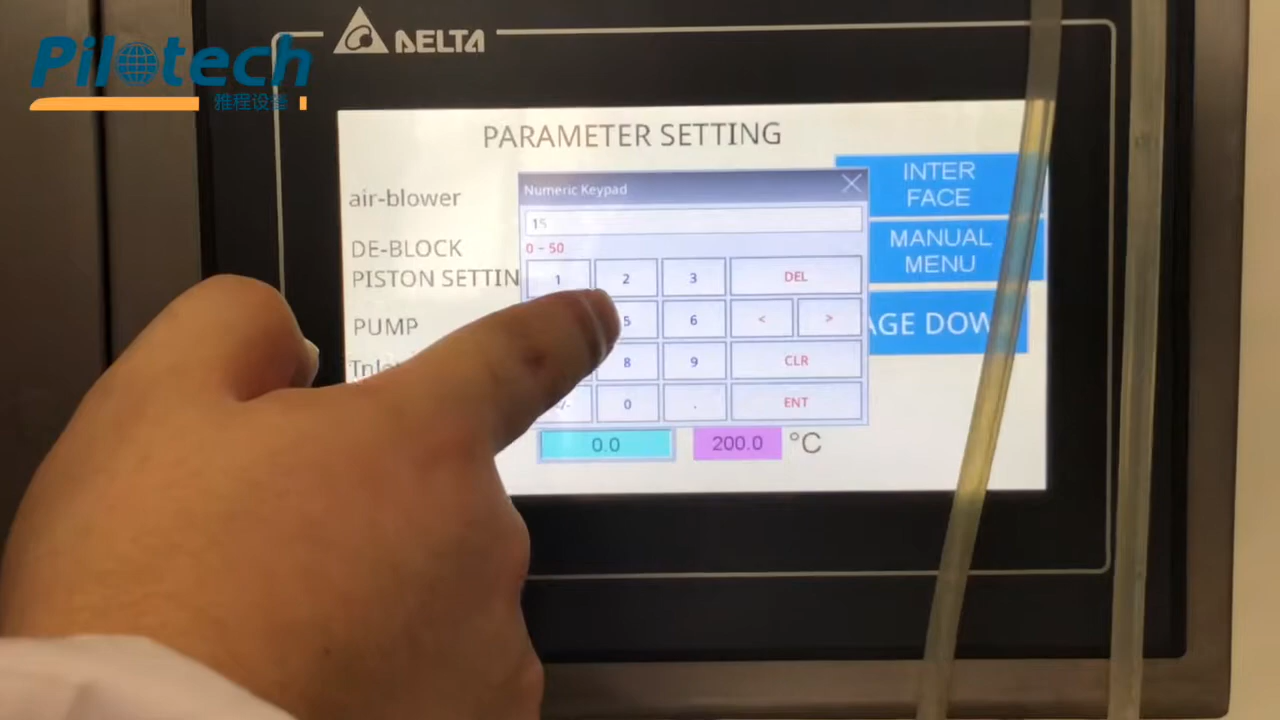 Pilotech
雅程设备
DELTA
PARAMETER SETTING
air-blower
DE-BLOCK
PISTON SETTIN
PUMP
INTER
FACE
MANUAL
MENU
AGE DOW
Numeric Keypad
15
0 ~ 50
1 2 3 DEL
5 6 < >
8 9 CLR
0 . ENT
0.0 200.0 °C